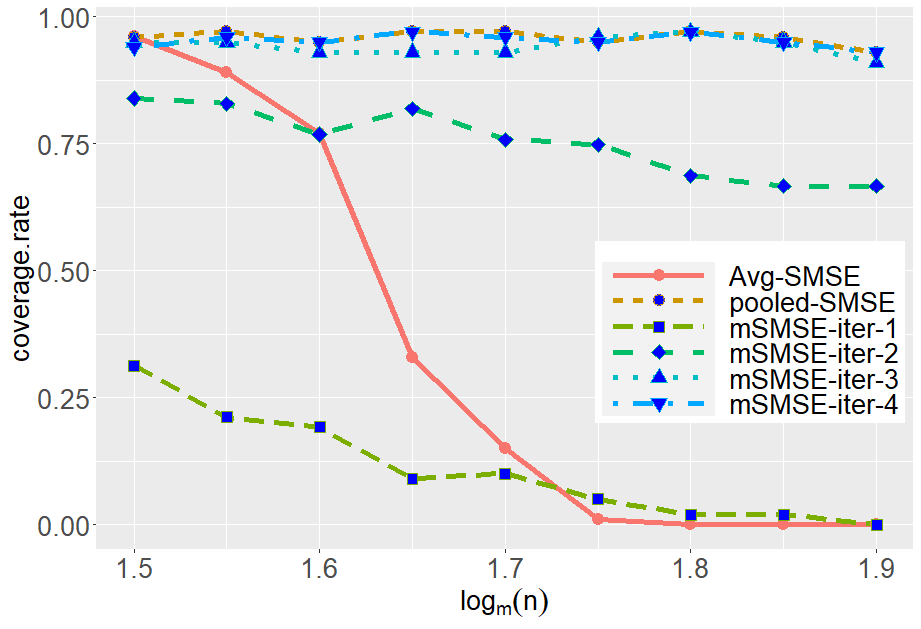 1.00
0.75
0.50
0.25
0.00
coverage.rate
Avg-SMSE
pooled-SMSE
mSMSE-iter-1
mSMSE-iter-2
mSMSE-iter-3
mSMSE-iter-4
1.5 1.6 1.7 1.8 1.9
logₘ(n)